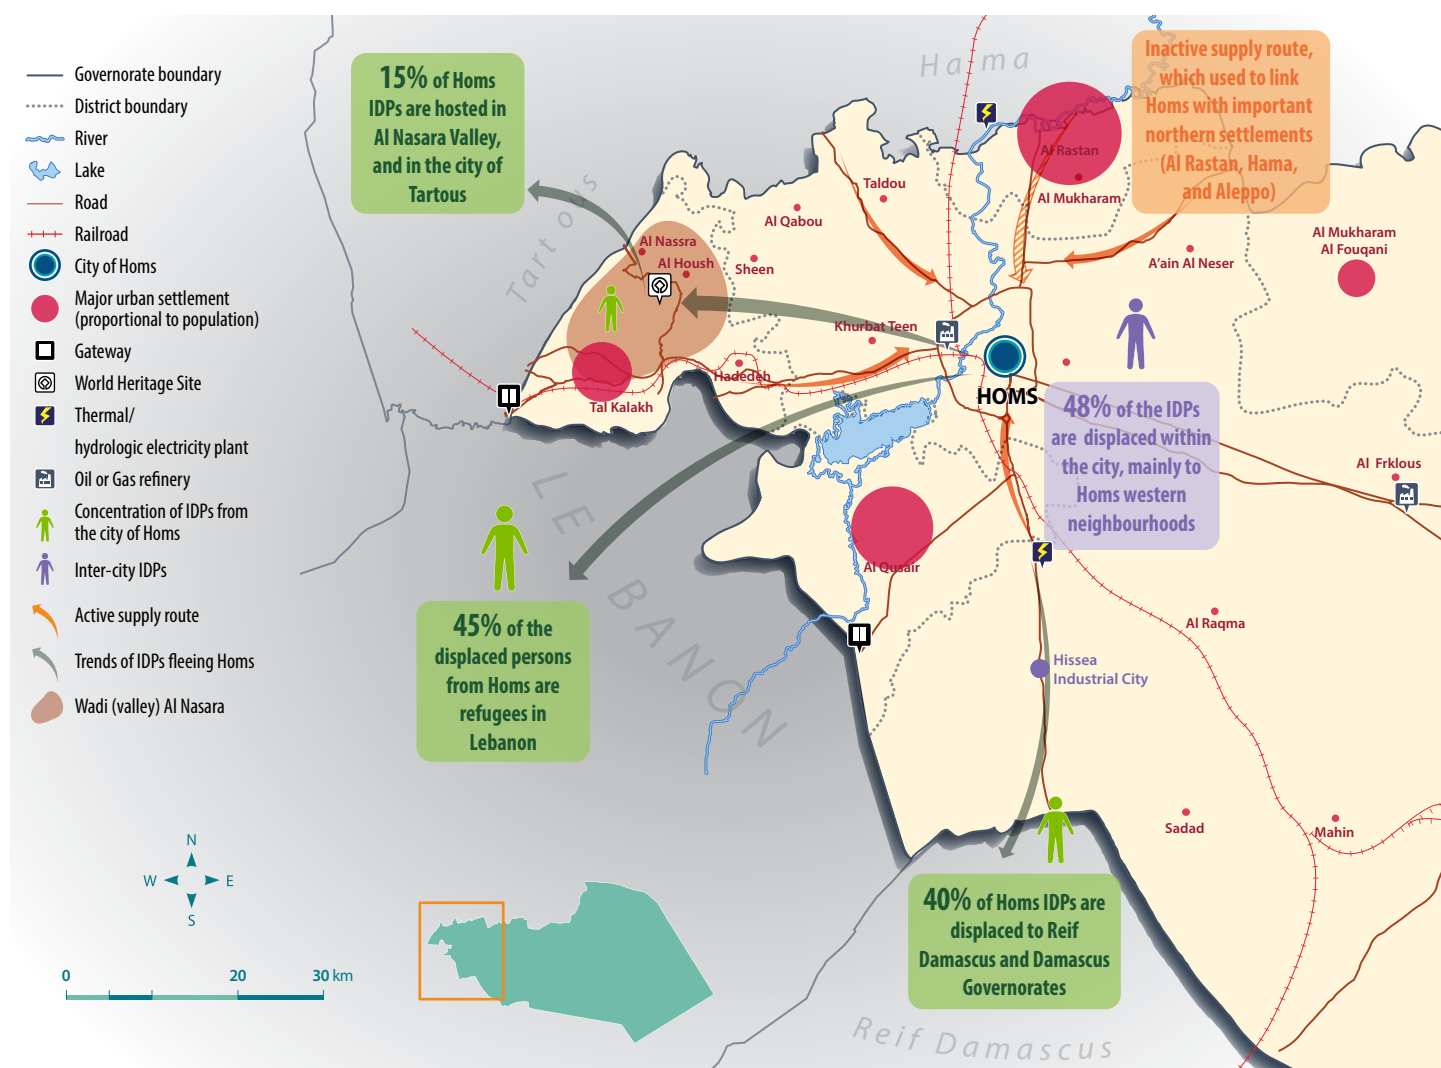 Governorate boundary
District boundary
River
Lake
Road
Railroad
City of Homs
Major urban settlement
(proportional to population)
Gateway
World Heritage Site
Thermal/
hydrologic electricity plant
Oil or Gas refinery
Concentration of IDPs from
the city of Homs
Inter-city IDPs
Active supply route
Trends of IDPs fleeing Homs
Wadi (valley) Al Nasara
15% of Homs
IDPs are hosted in
Al Nasara Valley,
and in the city of
Tartous
Hama
Inactive supply route,
which used to link
Homs with important
northern settlements
(Al Rastan, Hama,
and Aleppo)
Al Rastan
Al Mukharam
Taldou
Al Qabou
Tartous
Al Nassra
Al Housh
Sheen
A'ain Al Neser
Al Mukharam
Al Fouqani
Khurbat Teen
Hadedeh
Tal Kalakh
HOMS
48% of the IDPs
are displaced within
the city, mainly to
Homs western
neighbourhoods
Al Frklous
LEBANON
Al Qusair
45% of the
displaced persons
from Homs are
refugees in
Lebanon
Al Raqma
Hissea
Industrial City
Sadad
Mahin
40% of Homs IDPs are
displaced to Reif
Damascus and Damascus
Governorates
Reif Damascus
N
W E
S
0 20 30 km